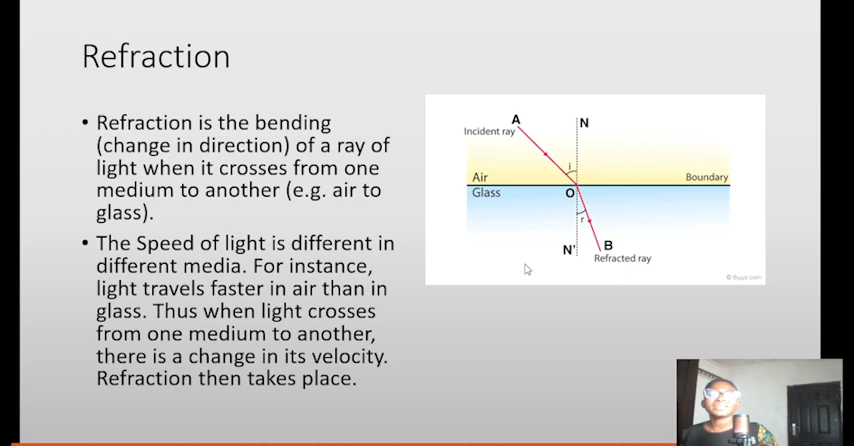 Refraction
• Refraction is the bending
(change in direction) of a ray of
light when it crosses from one
medium to another (e.g. air to
glass).
• The Speed of light is different in
different media. For instance,
light travels faster in air than in
glass. Thus when light crosses
from one medium to another,
there is a change in its velocity.
Refraction then takes place.
A
N
Incident ray
i
Air
Boundary
Glass
O
r
N'
B
Refracted ray
© Byjus.com